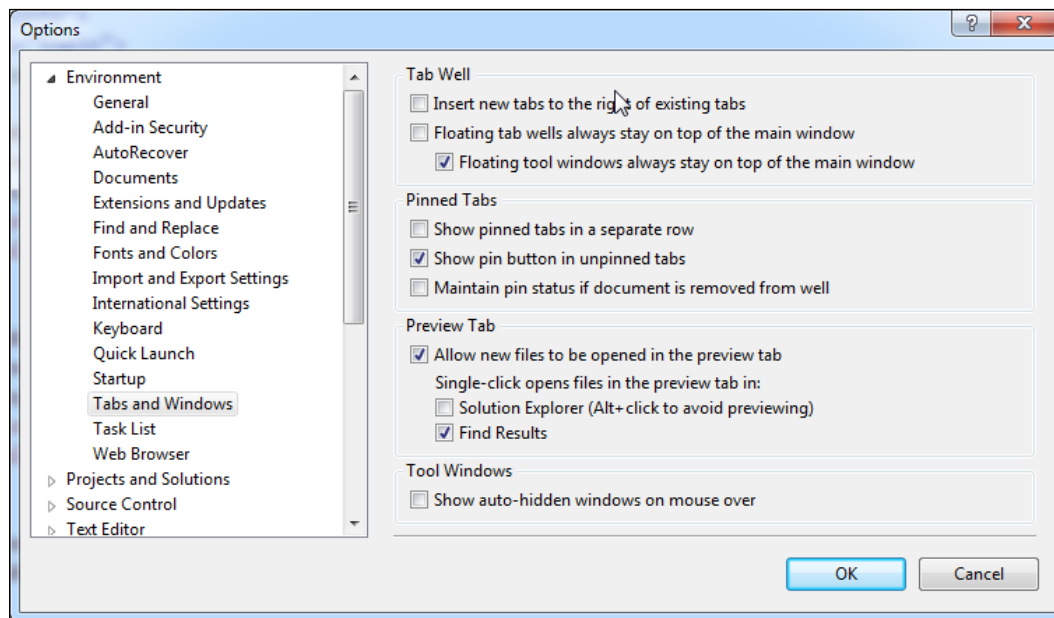 Options
Environment
General
Add-in Security
AutoRecover
Documents
Extensions and Updates
Find and Replace
Fonts and Colors
Import and Export Settings
International Settings
Keyboard
Quick Launch
Startup
Tabs and Windows
Task List
Web Browser
Projects and Solutions
Source Control
Text Editor
Tab Well
Insert new tabs to the right of existing tabs
Floating tab wells always stay on top of the main window
Floating tool windows always stay on top of the main window
Pinned Tabs
Show pinned tabs in a separate row
Show pin button in unpinned tabs
Maintain pin status if document is removed from well
Preview Tab
Allow new files to be opened in the preview tab
Single-click opens files in the preview tab in:
Solution Explorer (Alt+click to avoid previewing)
Find Results
Tool Windows
Show auto-hidden windows on mouse over
OK
Cancel